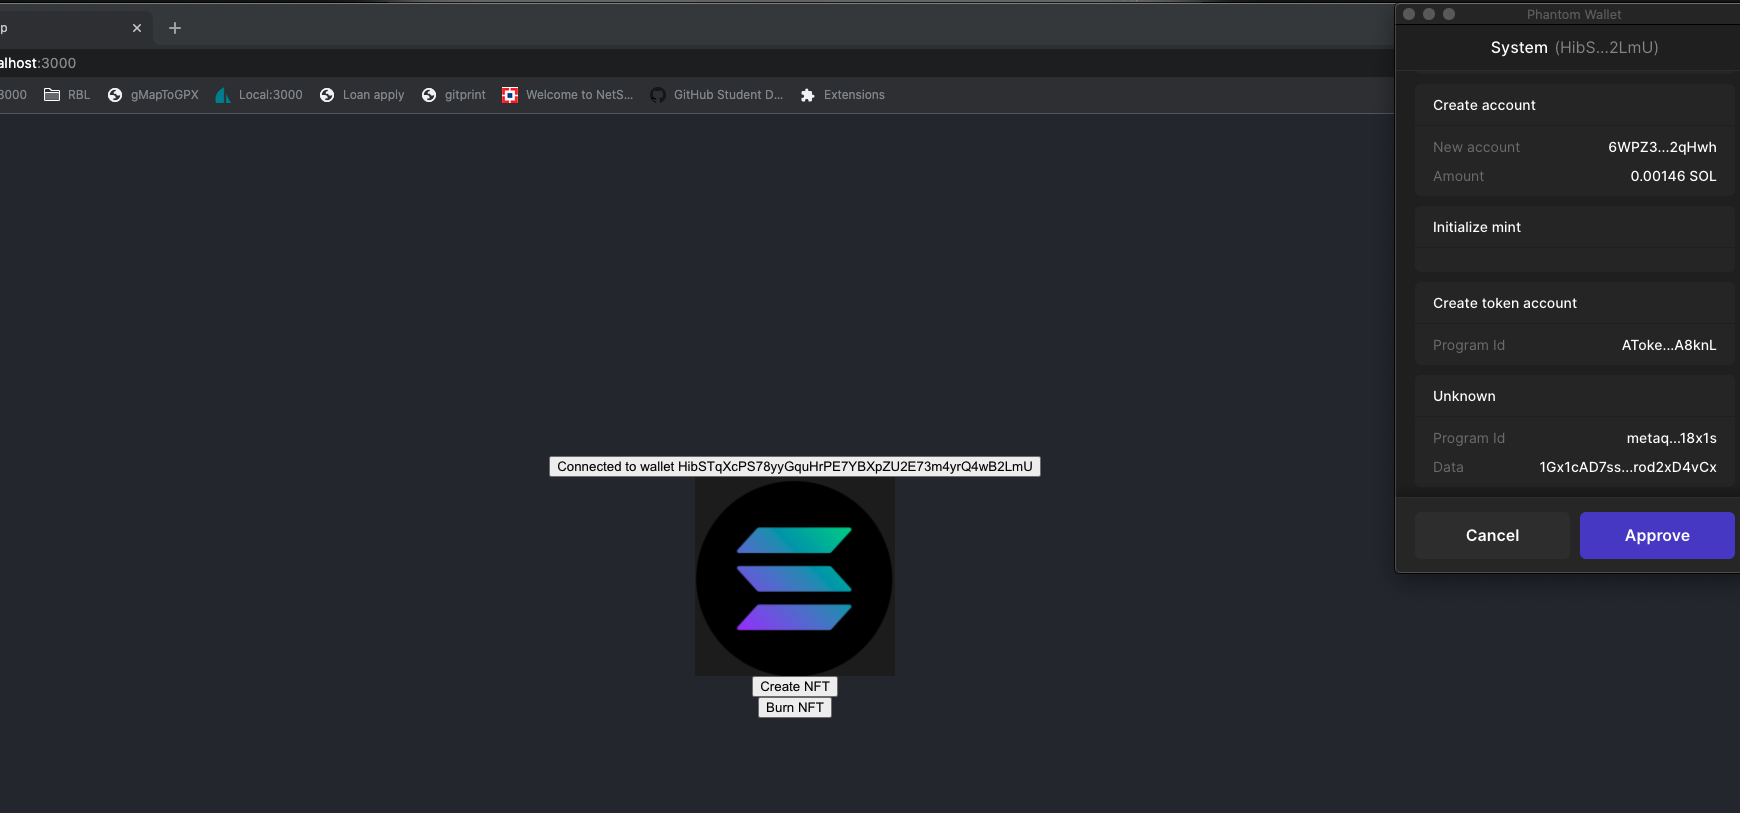 p
Phantom Wallet
System (HibS...2LmU)
alhost:3000
3000 RBL gMapToGPX Local:3000 Loan apply gitprint Welcome to NetS... GitHub Student D... Extensions
Create account
New account 6WPZ3...2qHwh
Amount 0.00146 SOL
Initialize mint
Create token account
Program Id AToke...A8knL
Unknown
Program Id metaq...18x1s
Data 1Gx1cAD7ss...rod2xD4vCx
Cancel Approve
Connected to wallet HibSTqXcPS78yyGquHrPE7YBXpZU2E73m4yrQ4wB2LmU
Create NFT
Burn NFT